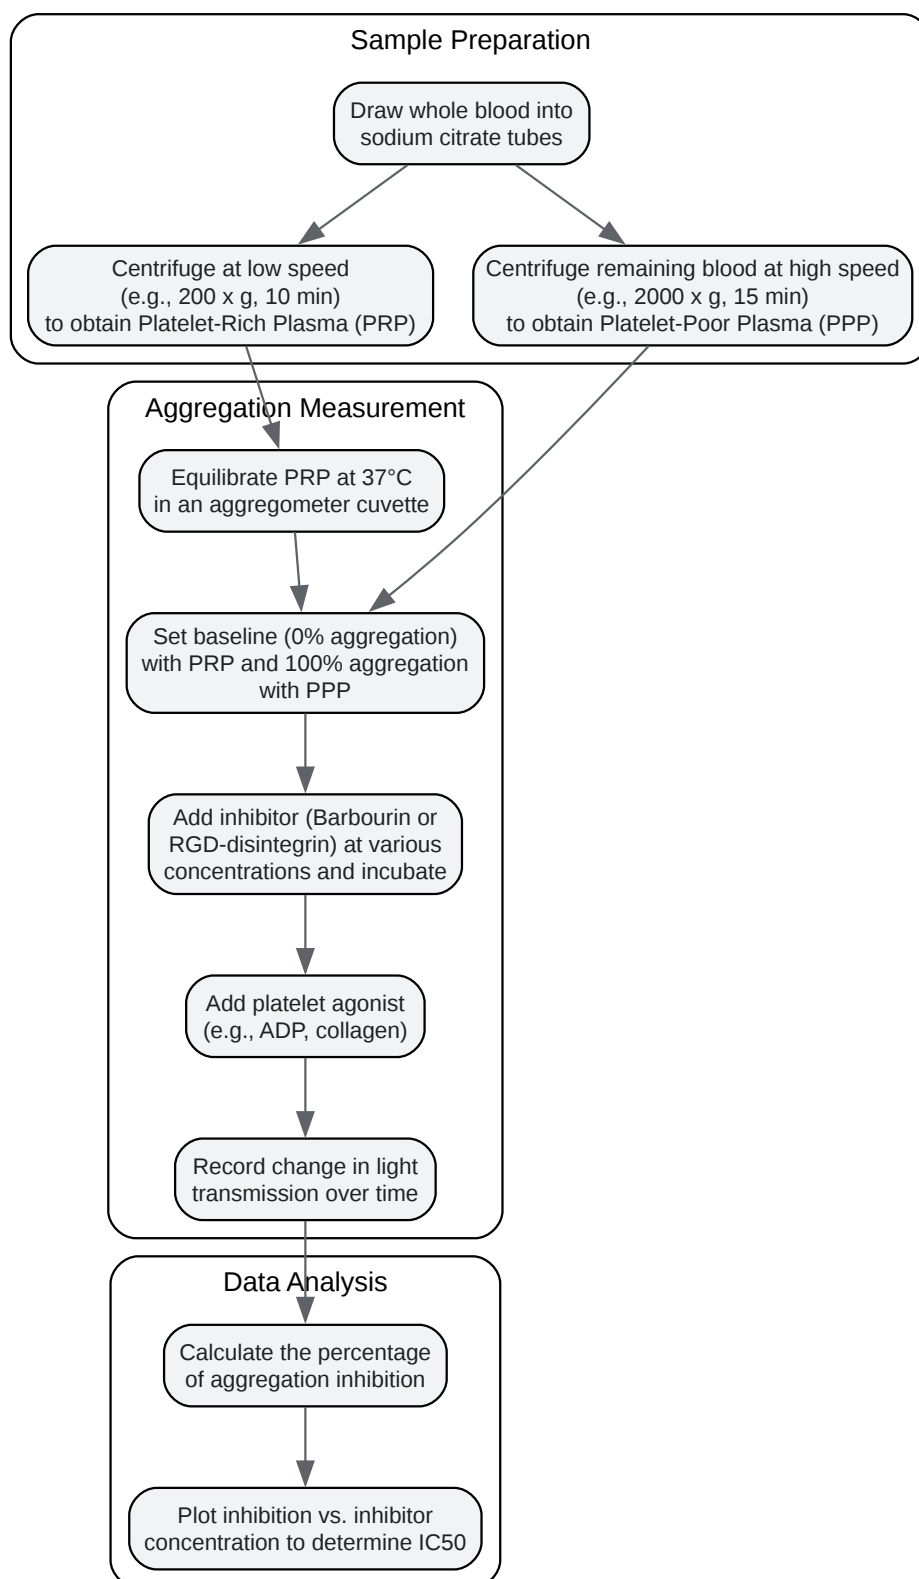 Sample Preparation
Draw whole blood into
sodium citrate tubes
Centrifuge at low speed
(e.g., 200 x g, 10 min)
to obtain Platelet-Rich Plasma (PRP)
Centrifuge remaining blood at high speed
(e.g., 2000 x g, 15 min)
to obtain Platelet-Poor Plasma (PPP)
Aggregation Measurement
Equilibrate PRP at 37°C
in an aggregometer cuvette
Set baseline (0% aggregation)
with PRP and 100% aggregation
with PPP
Add inhibitor (Barbourin or
RGD-disintegrin) at various
concentrations and incubate
Add platelet agonist
(e.g., ADP, collagen)
Record change in light
transmission over time
Data Analysis
Calculate the percentage
of aggregation inhibition
Plot inhibition vs. inhibitor
concentration to determine IC50